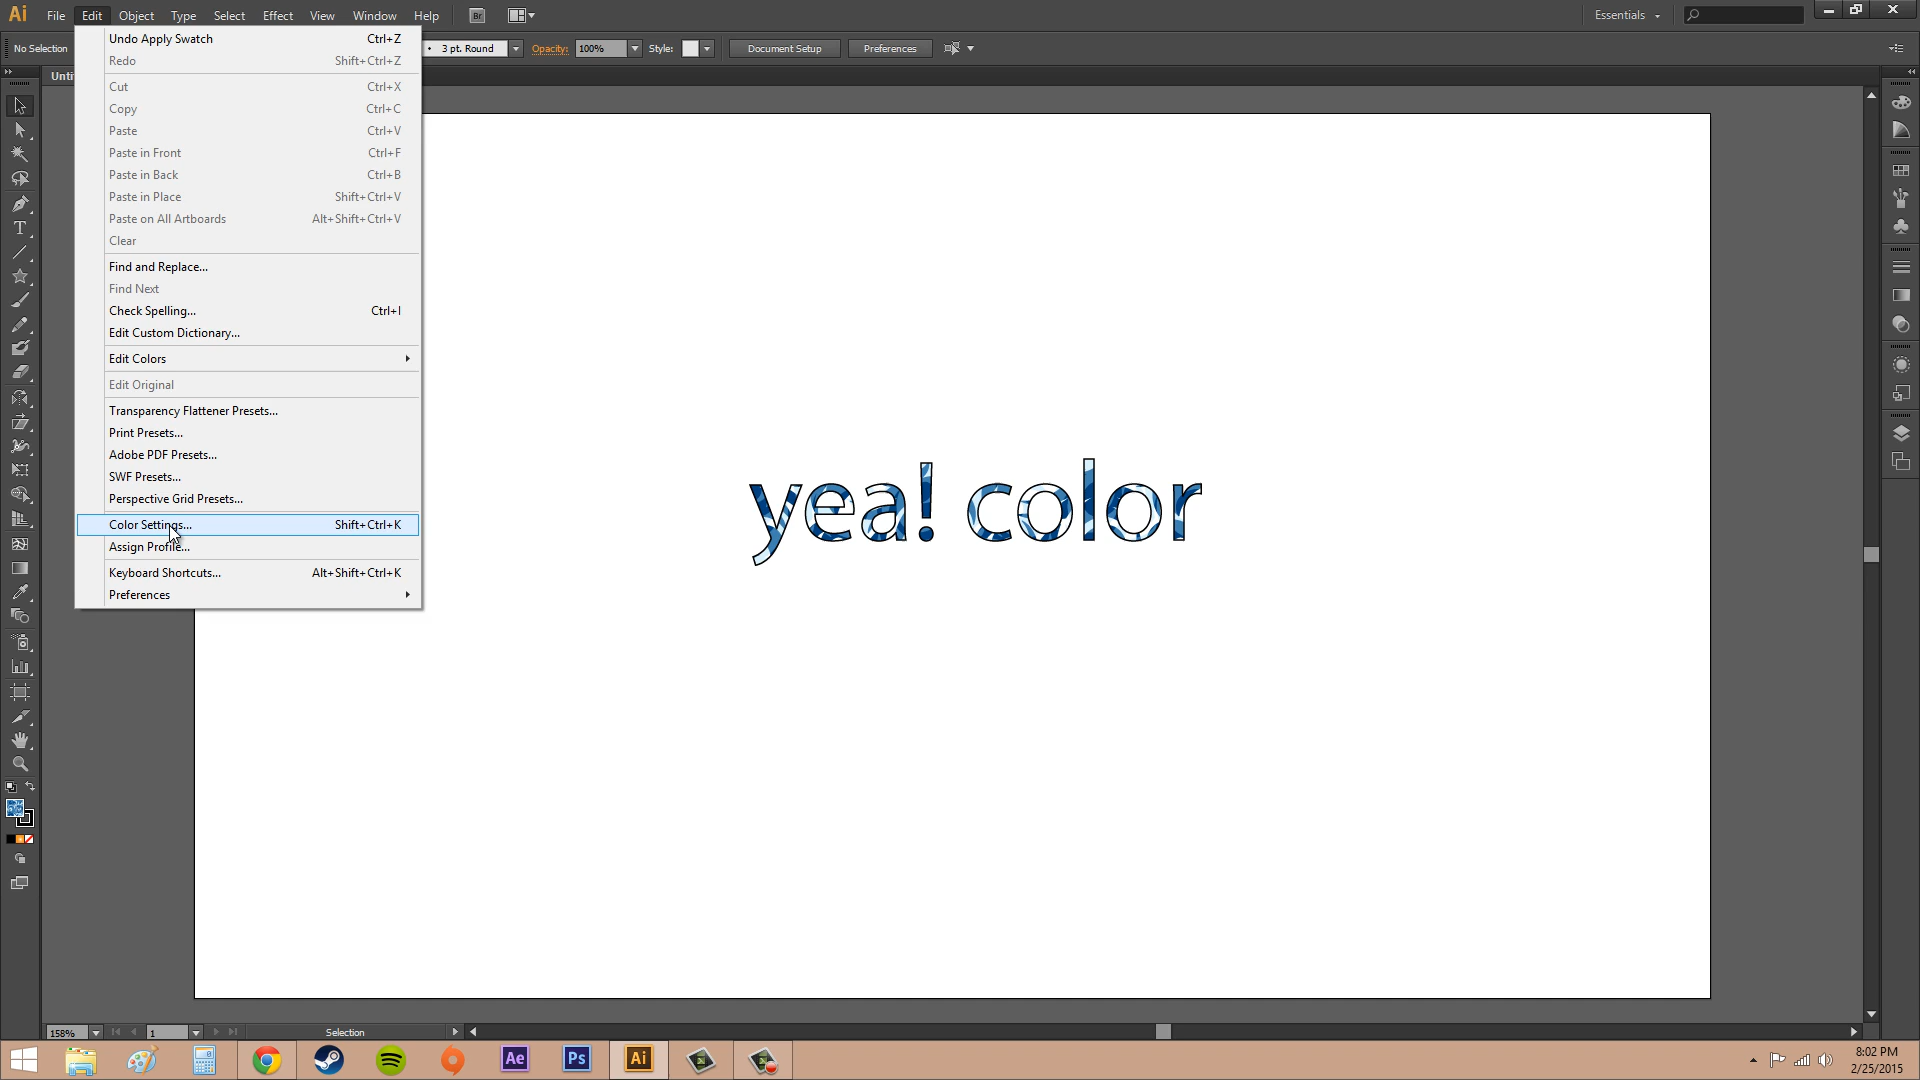 Ai File Edit Object Type Select Effect View Window Help Br Essentials
No Selection 3 pt. Round Opacity: 100% Style: Document Setup Preferences
Undo Apply Swatch Ctrl+Z
Redo Shift+Ctrl+Z
Cut Ctrl+X
Copy Ctrl+C
Paste Ctrl+V
Paste in Front Ctrl+F
Paste in Back Ctrl+B
Paste in Place Shift+Ctrl+V
Paste on All Artboards Alt+Shift+Ctrl+V
Clear
Find and Replace...
Find Next
Check Spelling... Ctrl+I
Edit Custom Dictionary...
Edit Colors
Edit Original
Transparency Flattener Presets...
Print Presets...
Adobe PDF Presets...
SWF Presets...
Perspective Grid Presets...
Color Settings... Shift+Ctrl+K
Assign Profile...
Keyboard Shortcuts... Alt+Shift+Ctrl+K
Preferences
yea! color
158% 1 Selection
Ae Ps Ai
8:02 PM
2/25/2015